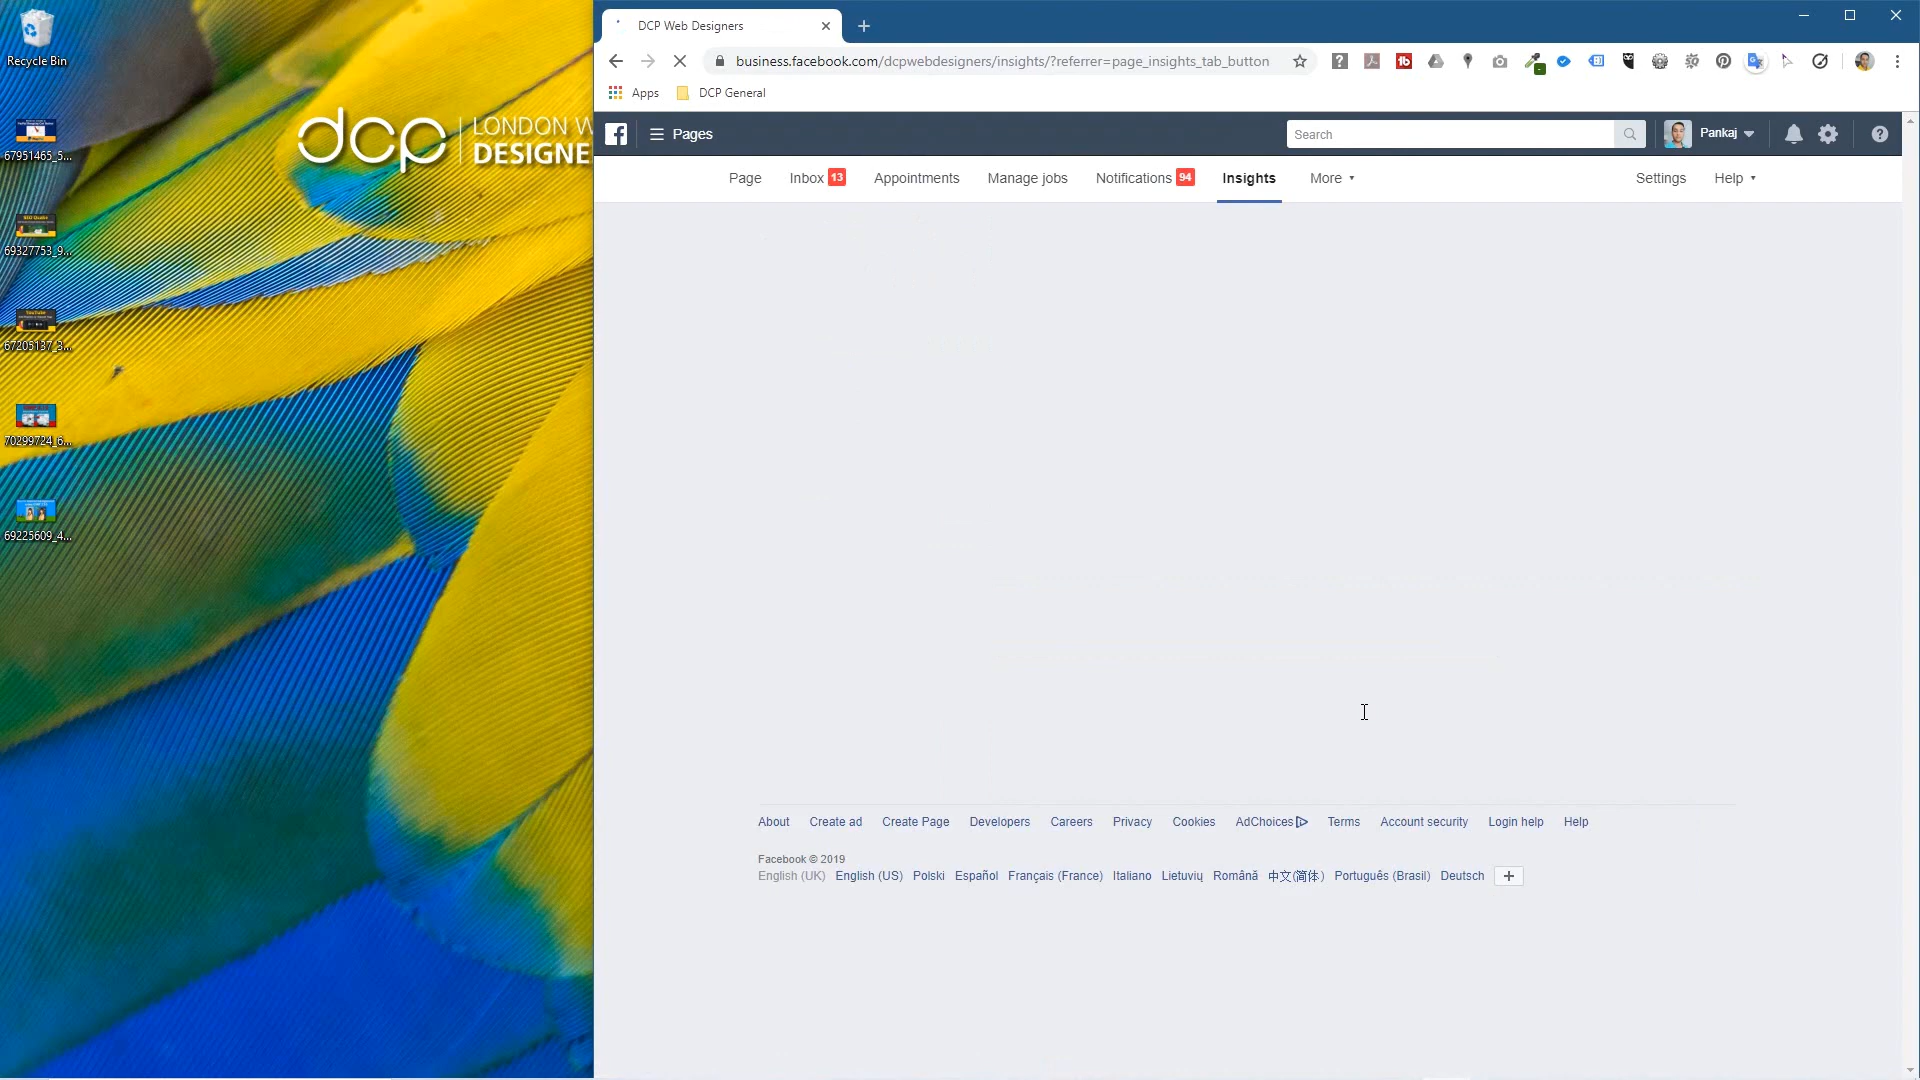 Recycle Bin
67951465_5...
69327753_9...
67205137_3...
70299724_6...
69225609_4...
dcp | LONDON W
DESIGNE
DCP Web Designers
business.facebook.com/dcpwebdesigners/insights/?referrer=page_insights_tab_button
Apps DCP General
Pages Search Pankaj
Page Inbox 13 Appointments Manage jobs Notifications 94 Insights More Settings Help
About Create ad Create Page Developers Careers Privacy Cookies AdChoices Terms Account security Login help Help
Facebook © 2019
English (UK) English (US) Polski Español Français (France) Italiano Lietuvių Română 中文(简体) Português (Brasil) Deutsch +